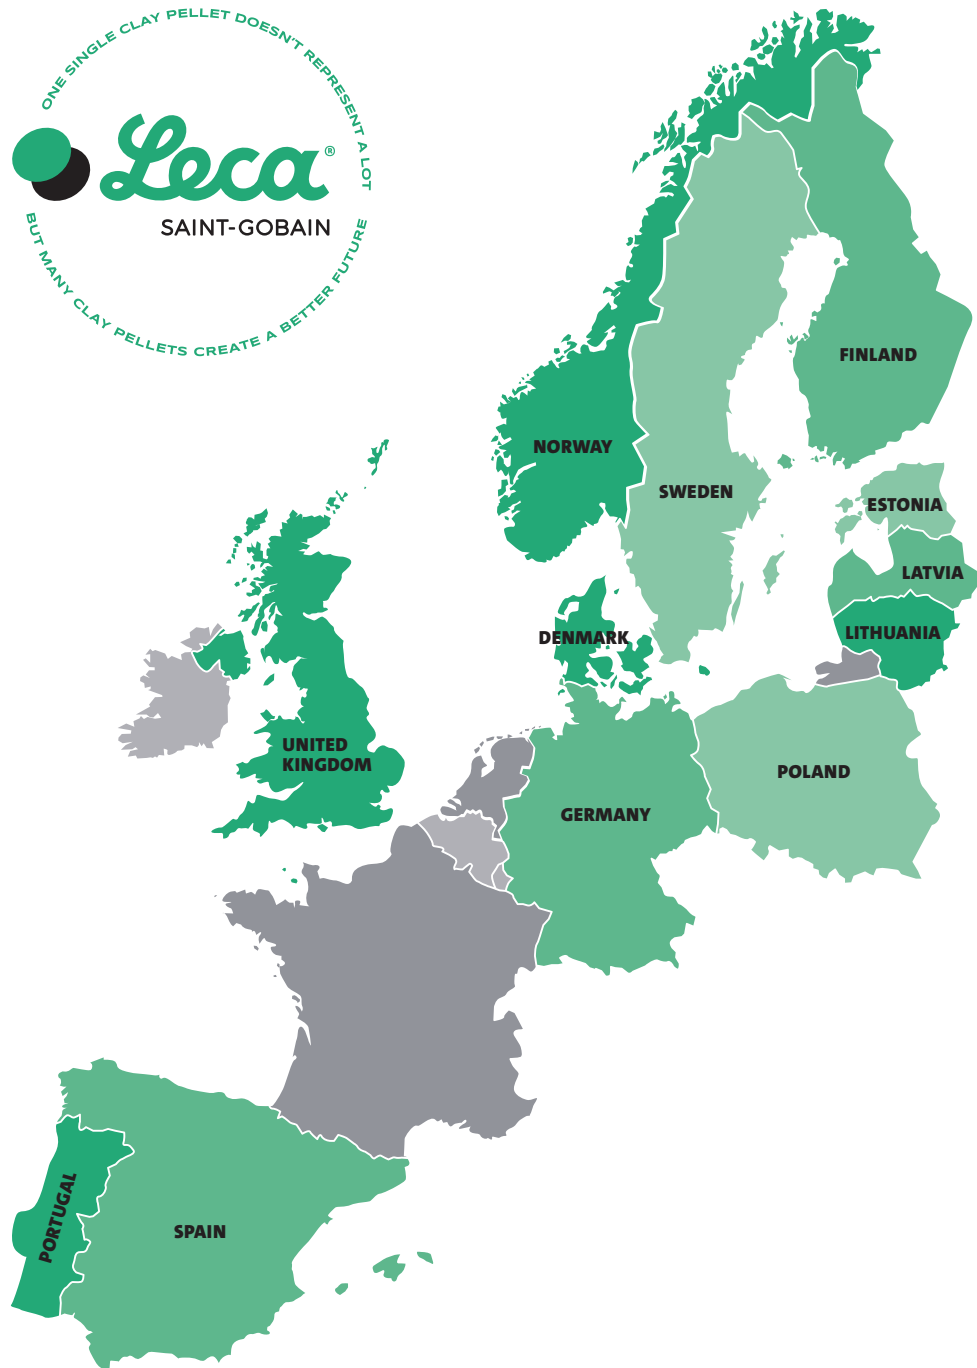 ONE SINGLE CLAY PELLET DOESN'T REPRESENT A LOT
Leca®
SAINT-GOBAIN
BUT MANY CLAY PELLETS CREATE A BETTER FUTURE
FINLAND
NORWAY
SWEDEN
ESTONIA
LATVIA
LITHUANIA
DENMARK
UNITED
KINGDOM
POLAND
GERMANY
PORTUGAL
SPAIN